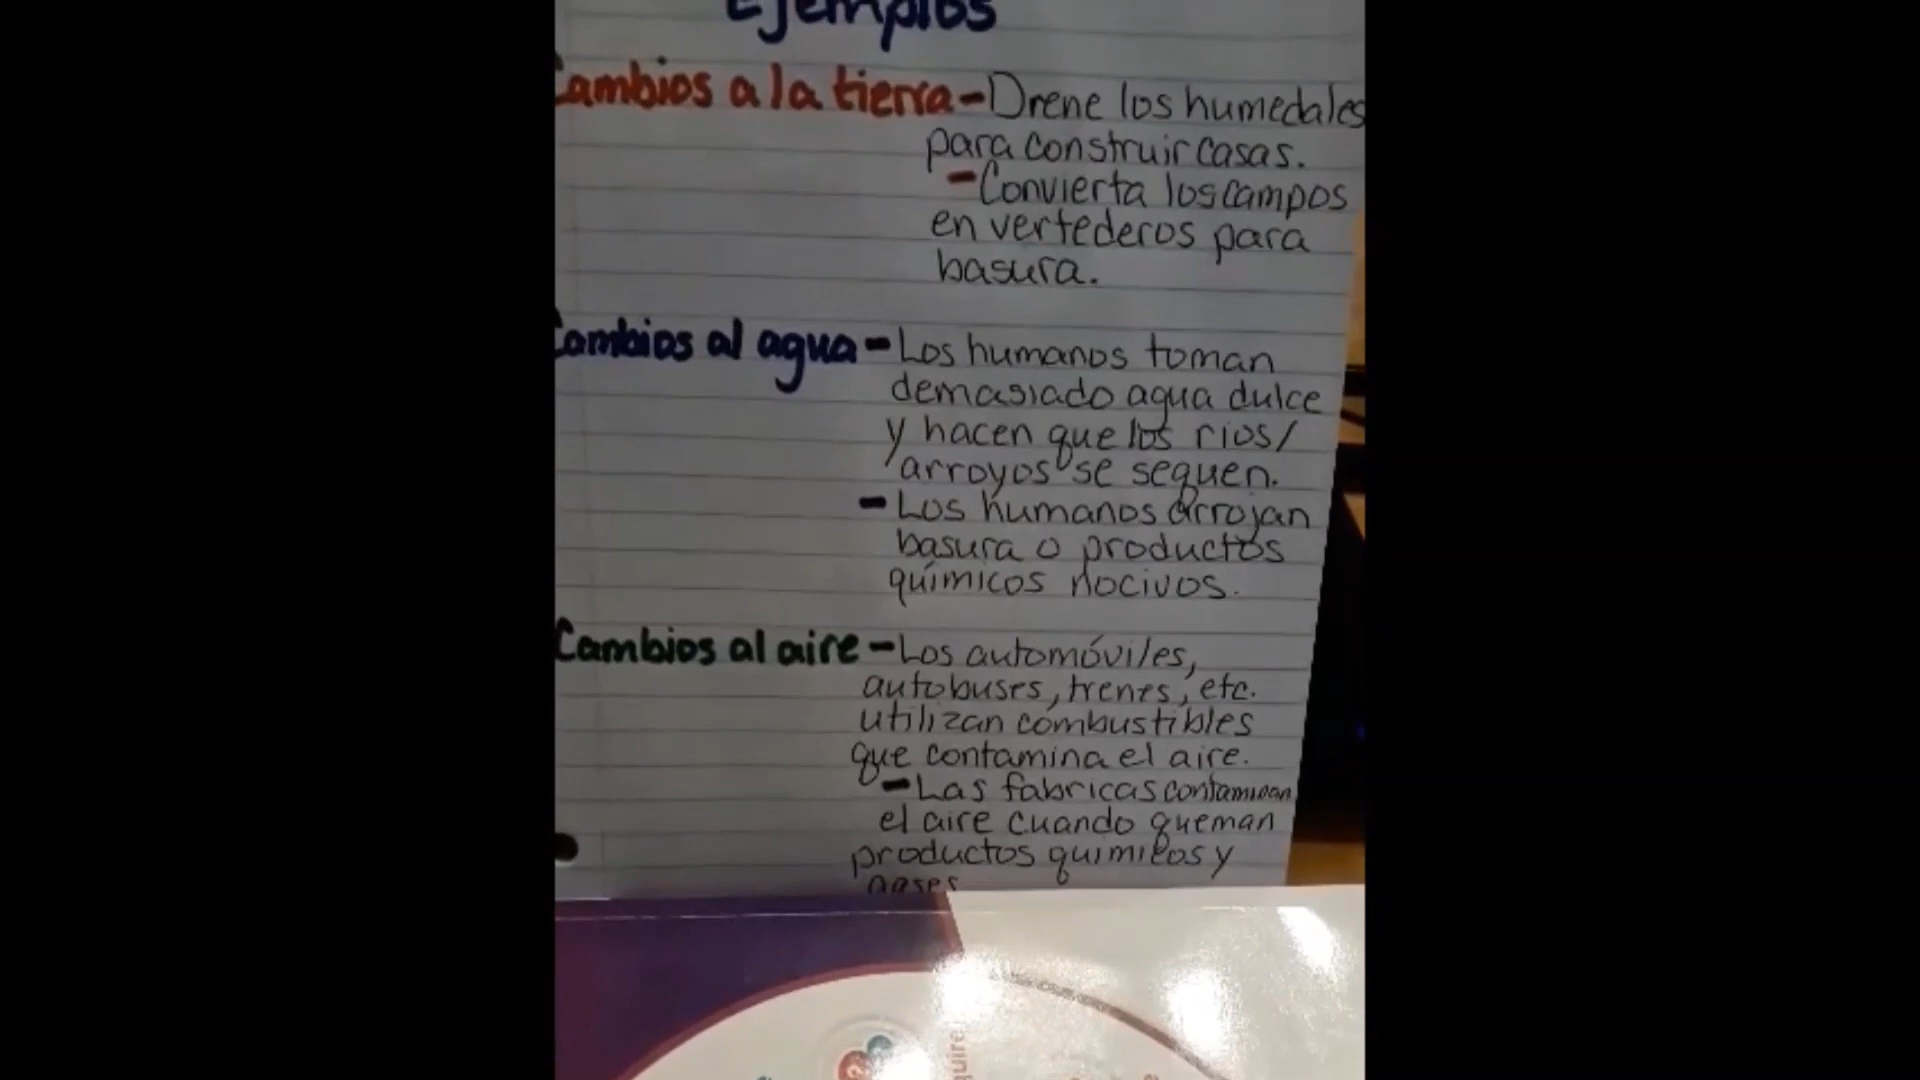 Ejemplos
Cambios a la tierra - Drene los humedales
para construir casas.
- Convierta los campos
en vertederos para
basura.
Cambios al agua - Los humanos toman
demasiado agua dulce
y hacen que los rios/
arroyos se sequen.
- Los humanos arrojan
basura o productos
químicos nocivos.
Cambios al aire - Los automóviles,
autobuses, trenes, etc.
utilizan combustibles
que contamina el aire.
- Las fabricas contaminan
el aire cuando queman
productos quimicos y
gases